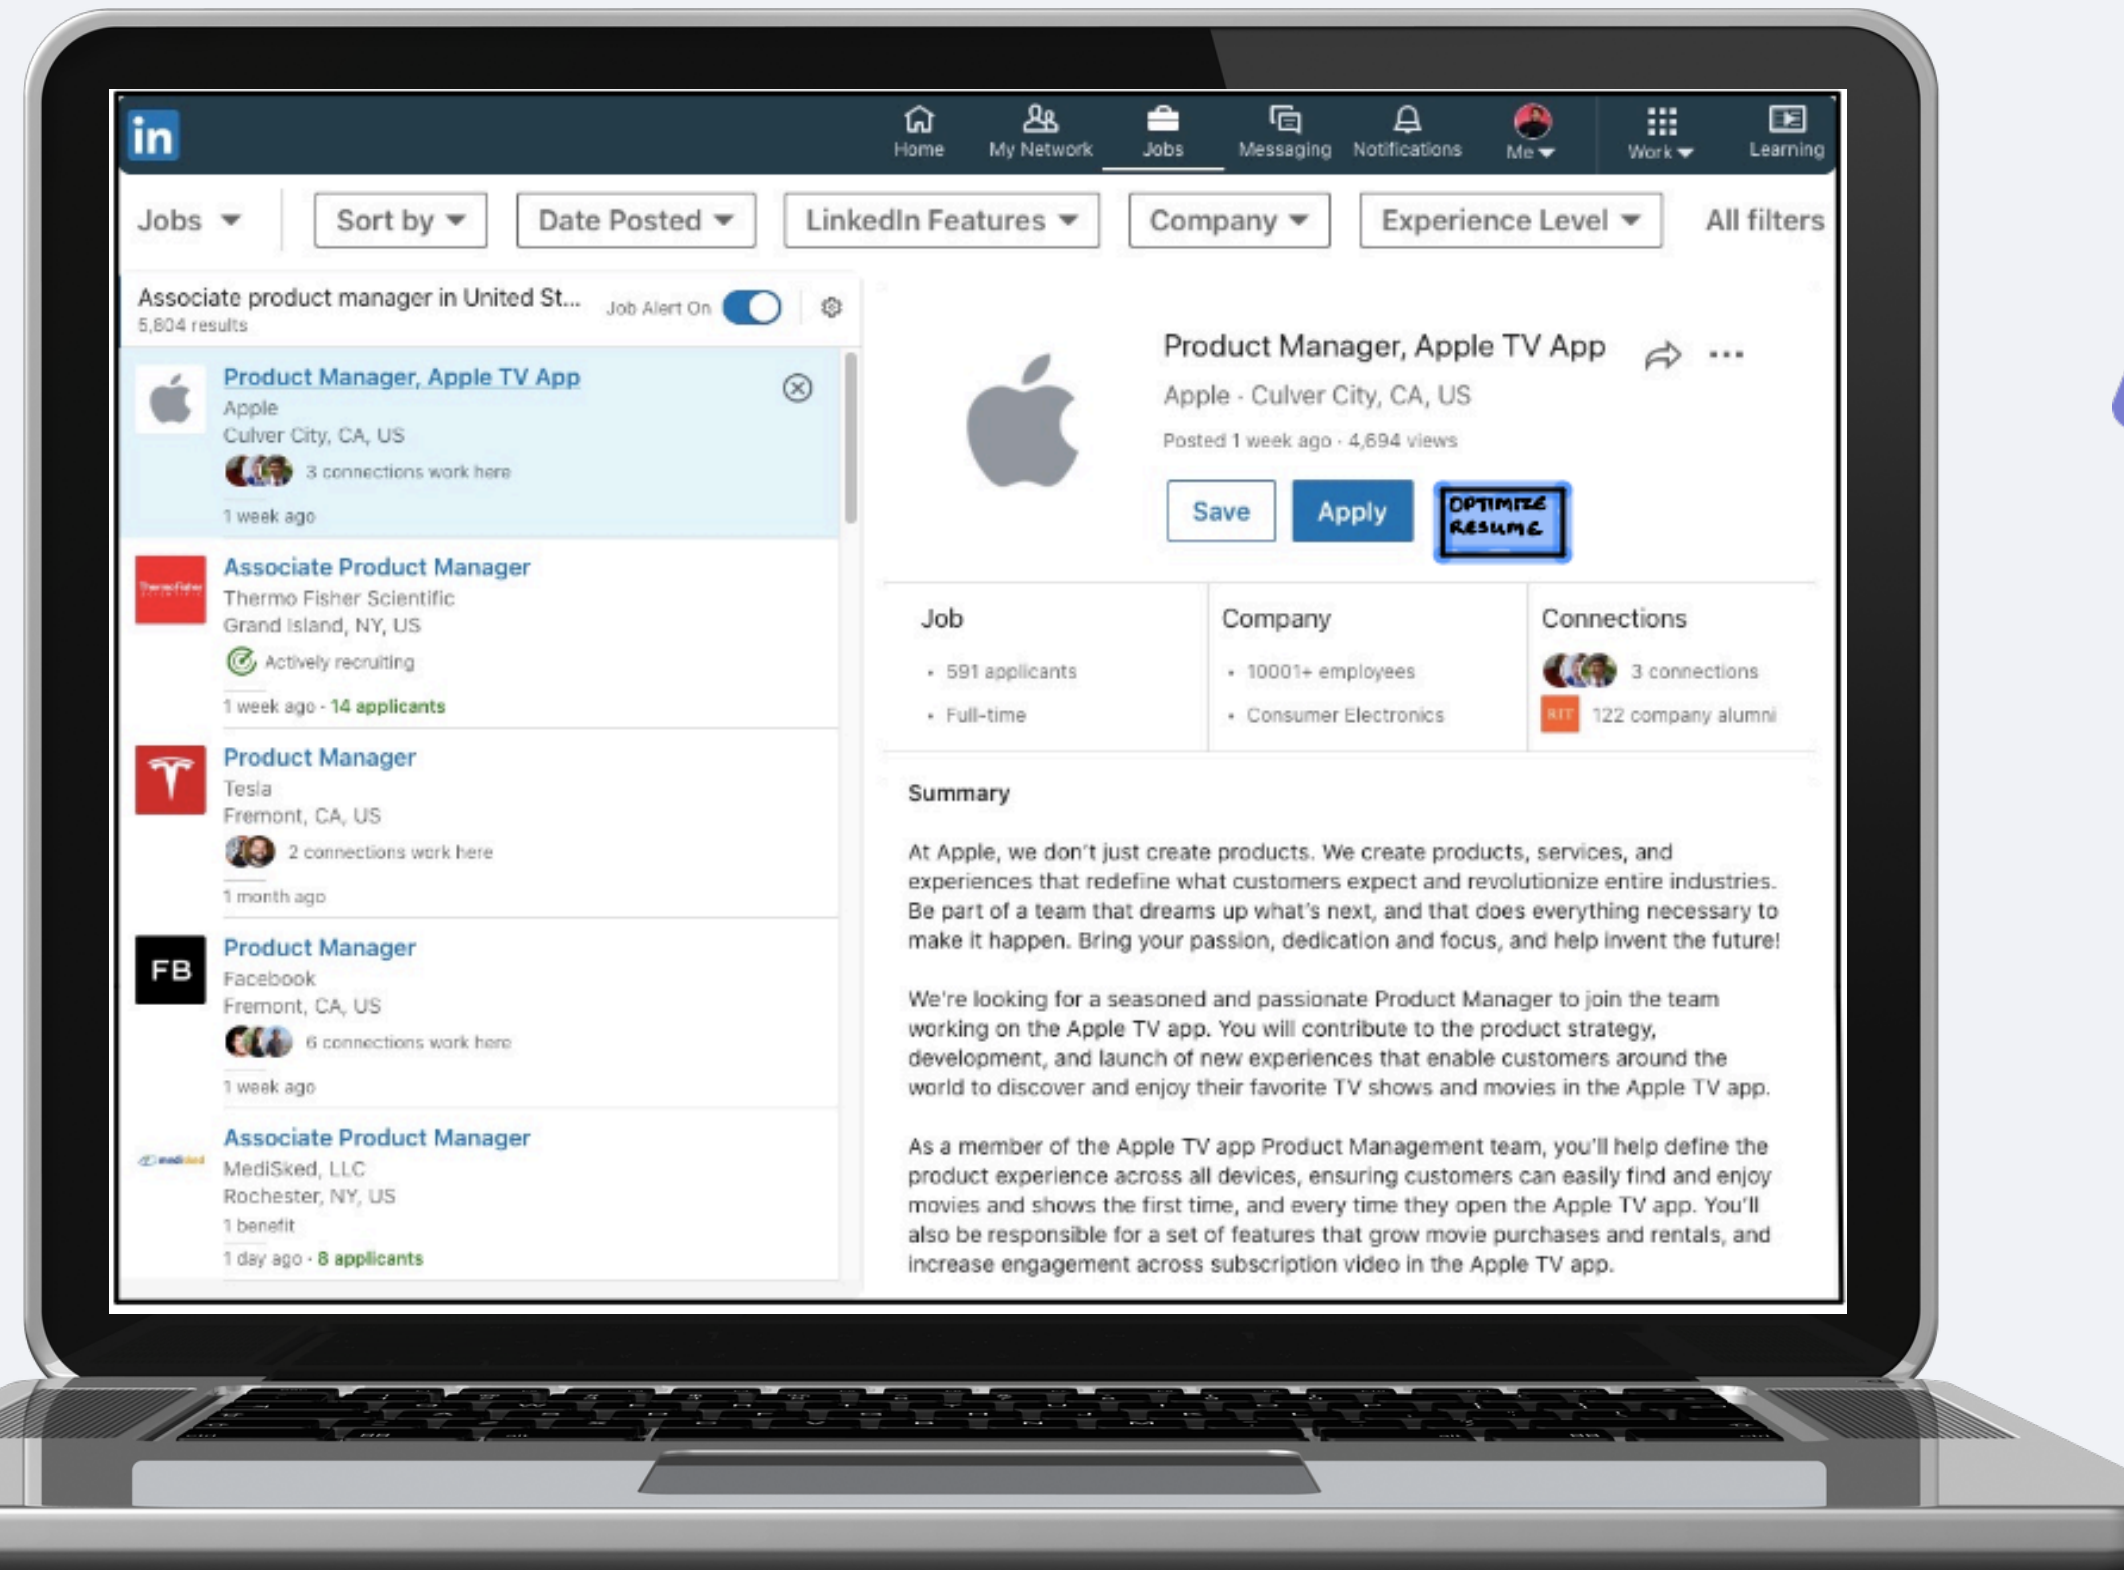 in
Home
My Network
Jobs
Messaging
Notifications
Me
Work
Learning
Jobs
Sort by
Date Posted
LinkedIn Features
Company
Experience Level
All filters
Associate product manager in United St...
5,804 results
Job Alert On
Product Manager, Apple TV App
Apple
Culver City, CA, US
3 connections work here
1 week ago
ThermoFisher
SCIENTIFIC
Associate Product Manager
Thermo Fisher Scientific
Grand Island, NY, US
Actively recruiting
1 week ago · 14 applicants
Product Manager
Tesla
Fremont, CA, US
2 connections work here
1 month ago
FB
Product Manager
Facebook
Fremont, CA, US
6 connections work here
1 week ago
medisked
Associate Product Manager
MediSked, LLC
Rochester, NY, US
1 benefit
1 day ago · 8 applicants
Product Manager, Apple TV App
Apple - Culver City, CA, US
Posted 1 week ago · 4,694 views
Save
Apply
OPTIMIZE
RESUME
Job
• 591 applicants
• Full-time
Company
• 10001+ employees
• Consumer Electronics
Connections
3 connections
RIT
122 company alumni
Summary
At Apple, we don't just create products. We create products, services, and
experiences that redefine what customers expect and revolutionize entire industries.
Be part of a team that dreams up what's next, and that does everything necessary to
make it happen. Bring your passion, dedication and focus, and help invent the future!
We're looking for a seasoned and passionate Product Manager to join the team
working on the Apple TV app. You will contribute to the product strategy,
development, and launch of new experiences that enable customers around the
world to discover and enjoy their favorite TV shows and movies in the Apple TV app.
As a member of the Apple TV app Product Management team, you'll help define the
product experience across all devices, ensuring customers can easily find and enjoy
movies and shows the first time, and every time they open the Apple TV app. You'll
also be responsible for a set of features that grow movie purchases and rentals, and
increase engagement across subscription video in the Apple TV app.